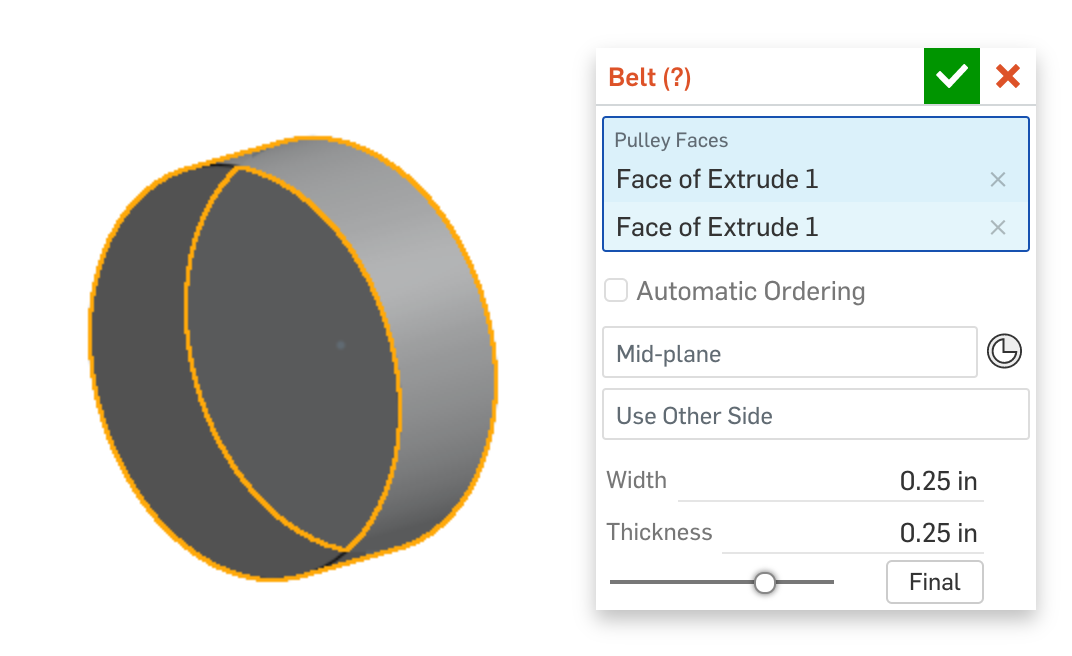 Belt (?)
Pulley Faces
Face of Extrude 1
Face of Extrude 1
Automatic Ordering
Mid-plane
Use Other Side
Width 0.25 in
Thickness 0.25 in
Final